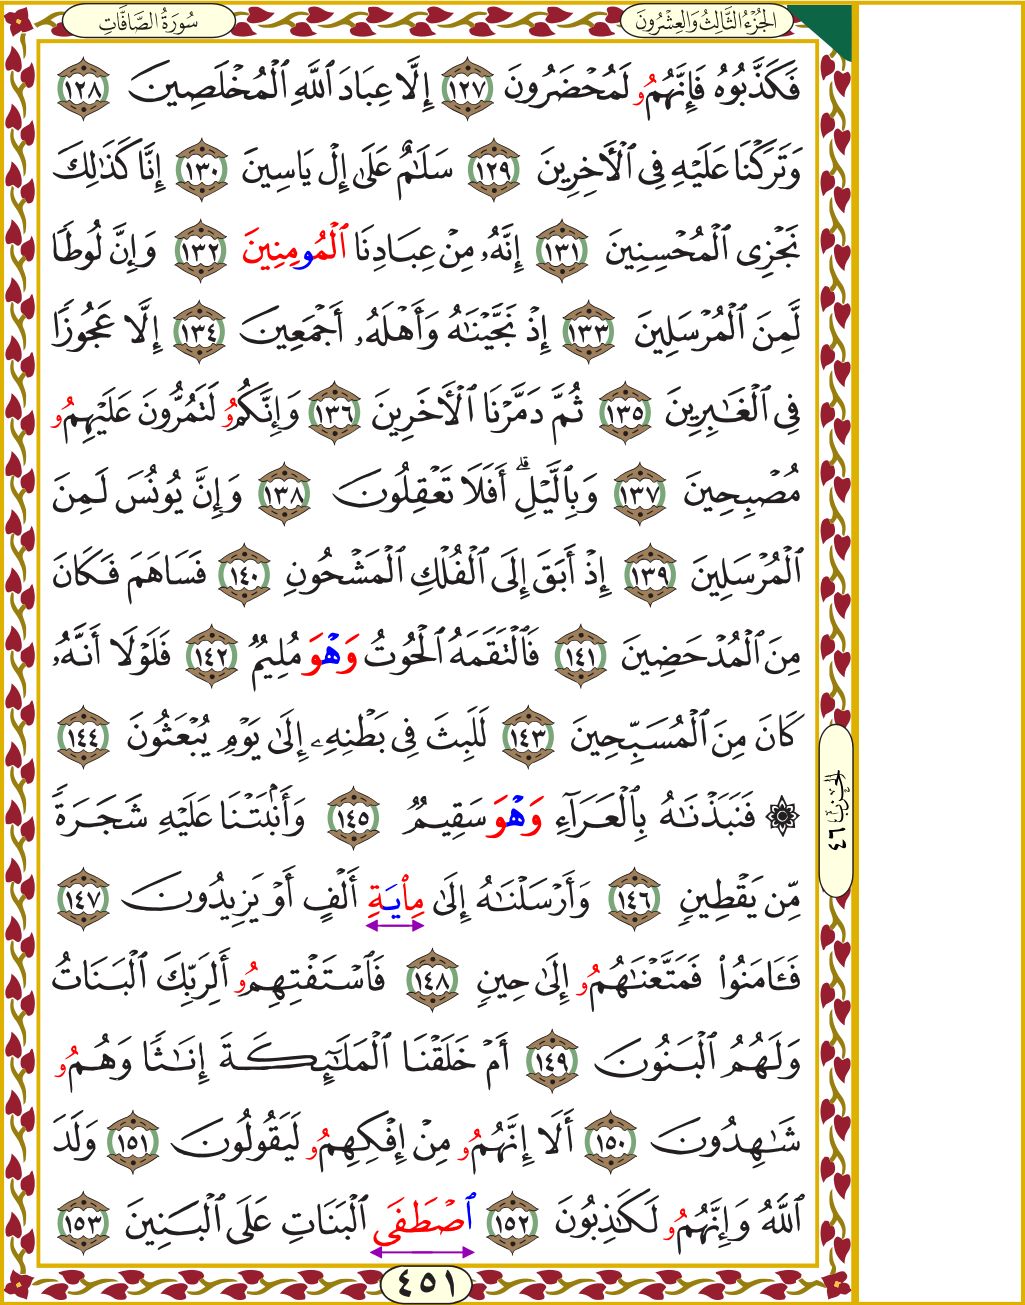 سُورَةُ الصَّافَّاتِ
الجُزْءُ الثَّالِثُ وَالعِشْرُونَ
فَكَذَّبُوهُ فَإِنَّهُمُۥ لَمُحْضَرُونَ ١٢٧ إِلَّا عِبَادَ ٱللَّهِ ٱلْمُخْلَصِينَ ١٢٨
وَتَرَكْنَا عَلَيْهِ فِى ٱلْأَخِرِينَ ١٢٩ سَلَٰمٌ عَلَىٰ إِلْ يَاسِينَ ١٣٠ إِنَّا كَذَٰلِكَ
نَجْزِى ٱلْمُحْسِنِينَ ١٣١ إِنَّهُۥ مِنْ عِبَادِنَا ٱلْمُومِنِينَ ١٣٢ وَإِنَّ لُوطًا
لَّمِنَ ٱلْمُرْسَلِينَ ١٣٣ إِذْ نَجَّيْنَٰهُ وَأَهْلَهُۥ أَجْمَعِينَ ١٣٤ إِلَّا عَجُوزًا
فِى ٱلْغَٰبِرِينَ ١٣٥ ثُمَّ دَمَّرْنَا ٱلْأَخَرِينَ ١٣٦ وَإِنَّكُمُۥ لَتَمُرُّونَ عَلَيْهِمُۥ
مُصْبِحِينَ ١٣٧ وَبِٱلَّيْلِ ۗ أَفَلَا تَعْقِلُونَ ١٣٨ وَإِنَّ يُونُسَ لَمِنَ
ٱلْمُرْسَلِينَ ١٣٩ إِذْ أَبَقَ إِلَى ٱلْفُلْكِ ٱلْمَشْحُونِ ١٤٠ فَسَاهَمَ فَكَانَ
مِنَ ٱلْمُدْحَضِينَ ١٤١ فَٱلْتَقَمَهُ ٱلْحُوتُ وَهْوَ مُلِيمٌ ١٤٢ فَلَوْلَا أَنَّهُۥ
كَانَ مِنَ ٱلْمُسَبِّحِينَ ١٤٣ لَلَبِثَ فِى بَطْنِهِۦ إِلَىٰ يَوْمِ يُبْعَثُونَ ١٤٤
۞ فَنَبَذْنَٰهُ بِٱلْعَرَآءِ وَهْوَ سَقِيمٌ ١٤٥ وَأَنۢبَتْنَا عَلَيْهِ شَجَرَةً
مِّن يَقْطِينٍ ١٤٦ وَأَرْسَلْنَٰهُ إِلَىٰ مِا۟يَةِ أَلْفٍ أَوْ يَزِيدُونَ ١٤٧
فَـَٔامَنُوا۟ فَمَتَّعْنَٰهُمُۥ إِلَىٰ حِينٍ ١٤٨ فَٱسْتَفْتِهِمُۥ أَلِرَبِّكَ ٱلْبَنَاتُ
وَلَهُمُ ٱلْبَنُونَ ١٤٩ أَمْ خَلَقْنَا ٱلْمَلَٰٓئِكَةَ إِنَٰثًا وَهُمُۥ
شَٰهِدُونَ ١٥٠ أَلَا إِنَّهُمُۥ مِنْ إِفْكِهِمُۥ لَيَقُولُونَ ١٥١ وَلَدَ
ٱللَّهُ وَإِنَّهُمُۥ لَكَٰذِبُونَ ١٥٢ ٱصْطَفَى ٱلْبَنَاتِ عَلَى ٱلْبَنِينَ ١٥٣
الحزب ٤٦
٤٥١